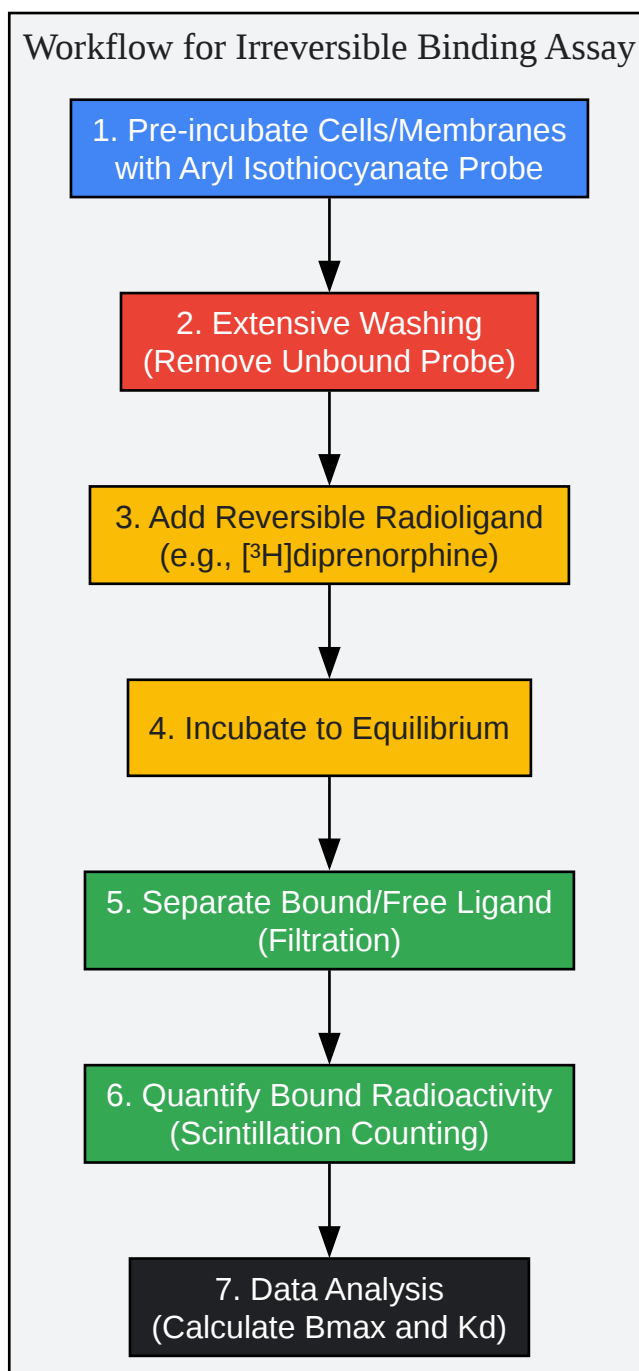 Workflow for Irreversible Binding Assay
1. Pre-incubate Cells/Membranes
with Aryl Isothiocyanate Probe
2. Extensive Washing
(Remove Unbound Probe)
3. Add Reversible Radioligand
(e.g., [³H]diprenorphine)
4. Incubate to Equilibrium
5. Separate Bound/Free Ligand
(Filtration)
6. Quantify Bound Radioactivity
(Scintillation Counting)
7. Data Analysis
(Calculate Bmax and Kd)